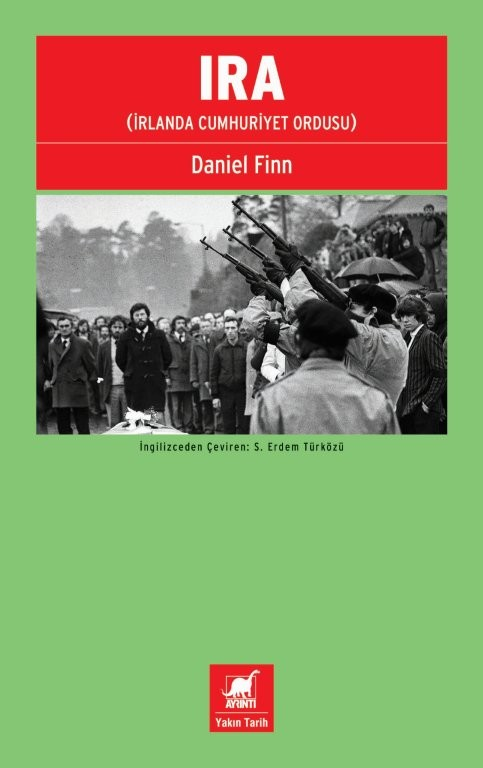 IRA
(İRLANDA CUMHURİYET ORDUSU)
Daniel Finn
İngilizceden Çeviren: S. Erdem Türközü
AYRINTI
Yakın Tarih